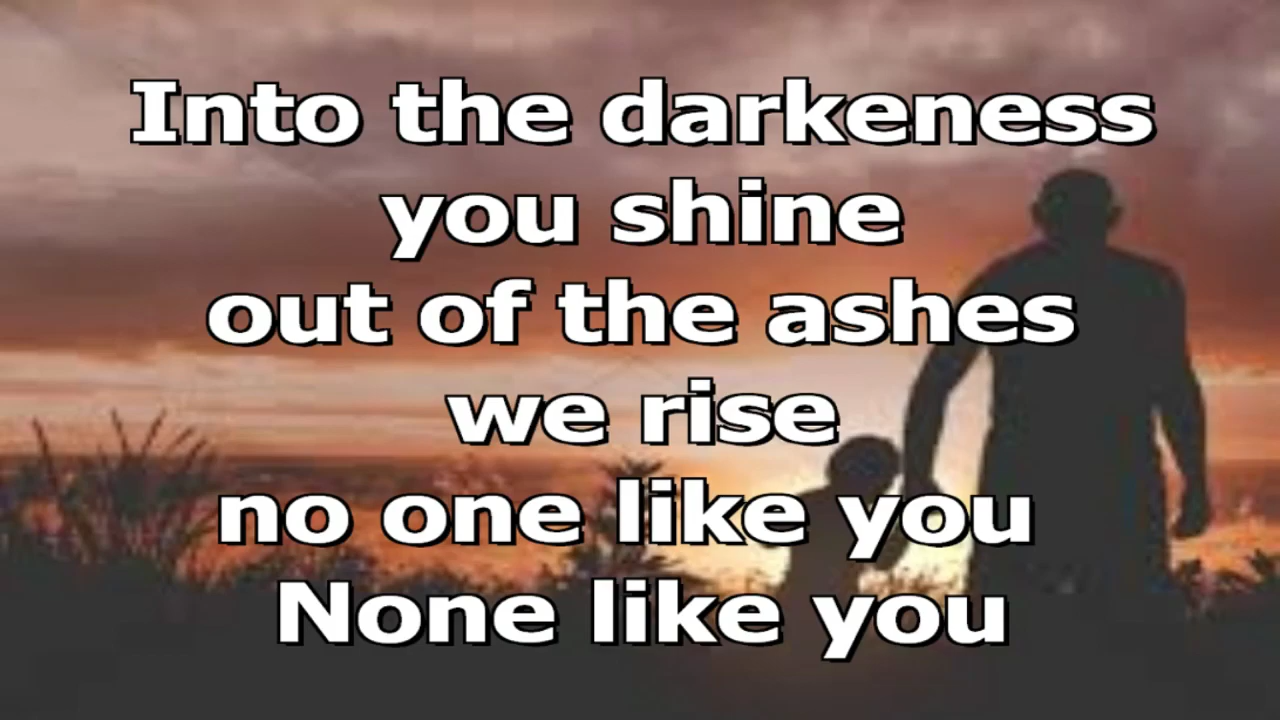 Into the darkeness
you shine
out of the ashes
we rise
no one like you
None like you